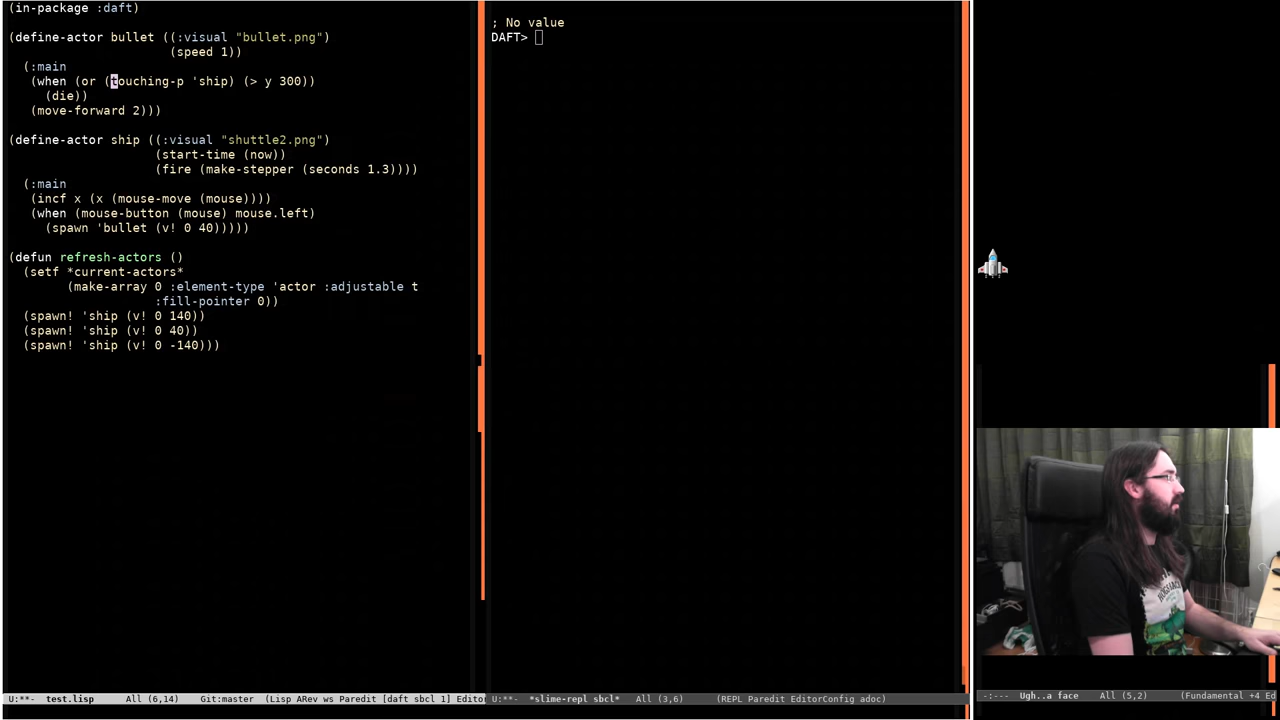 (in-package :daft)
(define-actor bullet ((:visual "bullet.png")
(speed 1))
(:main
(when (or (touching-p 'ship) (> y 300))
(die))
(move-forward 2)))
(define-actor ship ((:visual "shuttle2.png")
(start-time (now))
(fire (make-stepper (seconds 1.3))))
(:main
(incf x (x (mouse-move (mouse))))
(when (mouse-button (mouse) mouse.left)
(spawn 'bullet (v! 0 40)))))
(defun refresh-actors ()
(setf *current-actors*
(make-array 0 :element-type 'actor :adjustable t
:fill-pointer 0))
(spawn! 'ship (v! 0 140))
(spawn! 'ship (v! 0 40))
(spawn! 'ship (v! 0 -140)))
U:**- test.lisp All (6,14) Git:master (Lisp ARev ws Paredit [daft sbcl 1] Editor
; No value
DAFT>
U:**- *slime-repl sbcl* All (3,6) (REPL Paredit EditorConfig adoc)
-:--- Ugh..a face All (5,2) (Fundamental +4 Ed